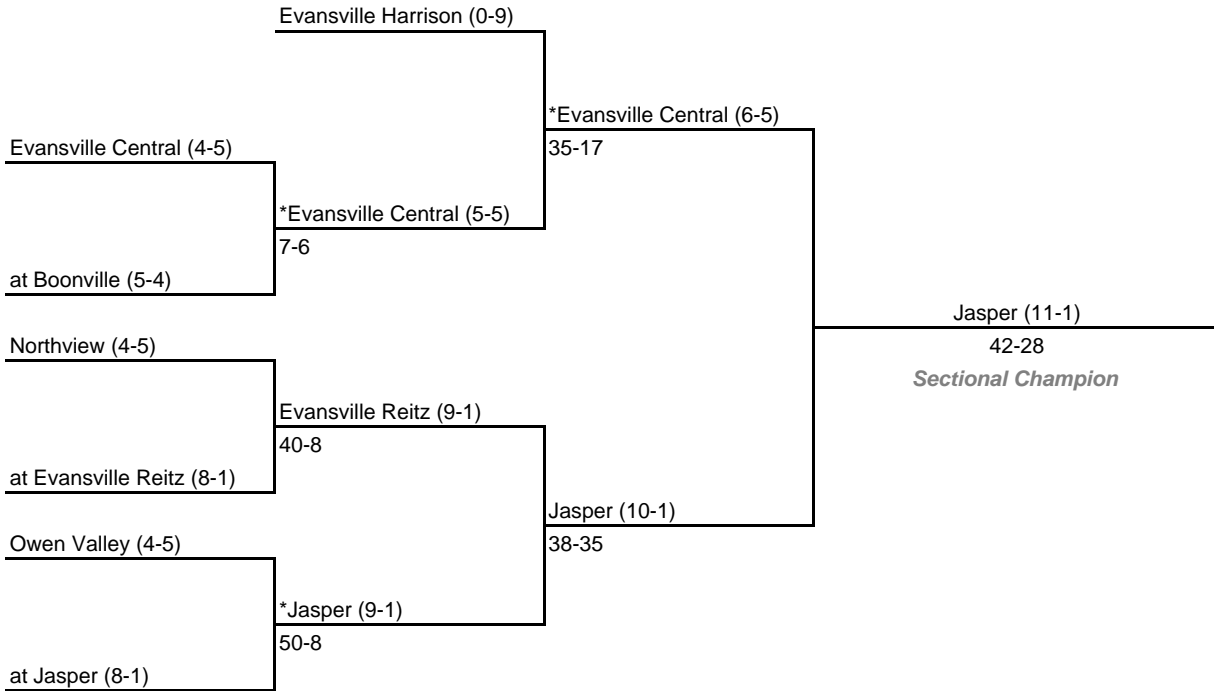 Evansville Harrison (0-9)
*Evansville Central (6-5)
35-17
Evansville Central (4-5)
*Evansville Central (5-5)
7-6
at Boonville (5-4)
Jasper (11-1)
42-28
Sectional Champion
Northview (4-5)
Evansville Reitz (9-1)
40-8
at Evansville Reitz (8-1)
Jasper (10-1)
38-35
Owen Valley (4-5)
*Jasper (9-1)
50-8
at Jasper (8-1)